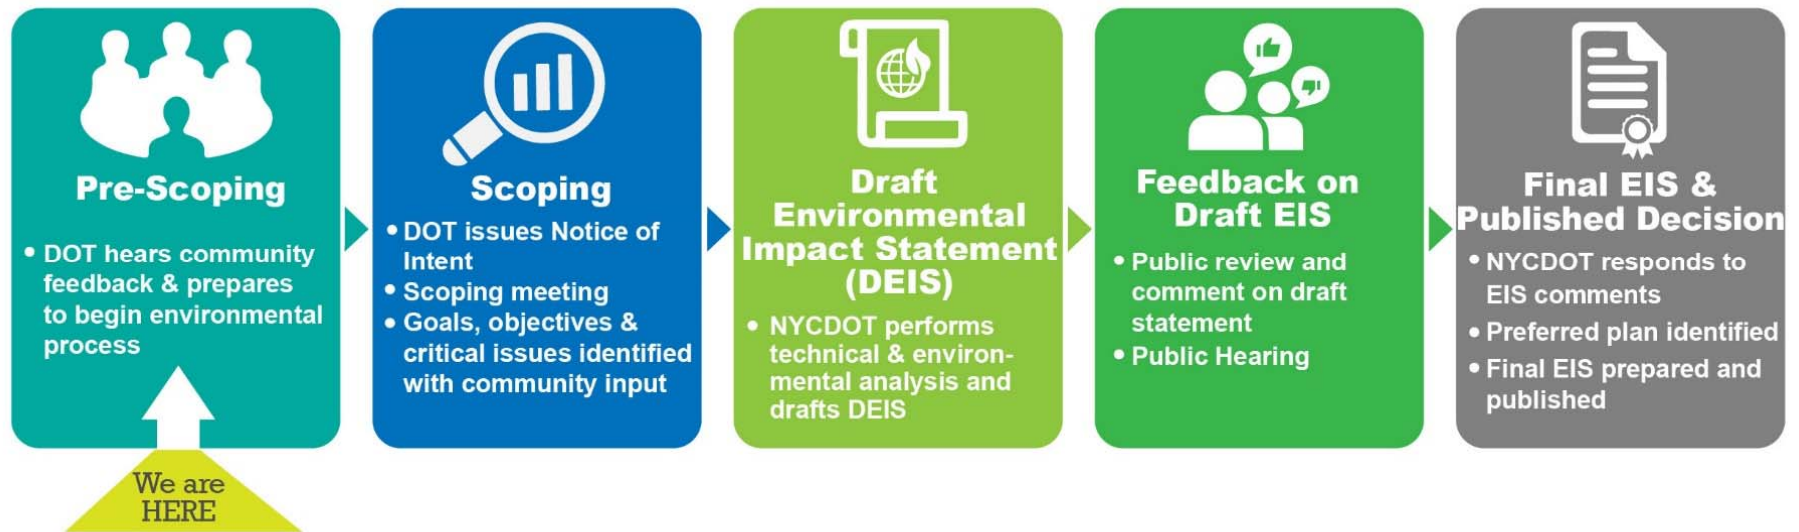 Pre-Scoping
• DOT hears community
feedback & prepares
to begin environmental
process
We are
HERE
Scoping
• DOT issues Notice of
Intent
• Scoping meeting
• Goals, objectives &
critical issues identified
with community input
Draft
Environmental
Impact Statement
(DEIS)
• NYCDOT performs
technical & environ-
mental analysis and
drafts DEIS
Feedback on
Draft EIS
• Public review and
comment on draft
statement
• Public Hearing
Final EIS &
Published Decision
• NYCDOT responds to
EIS comments
• Preferred plan identified
• Final EIS prepared and
published